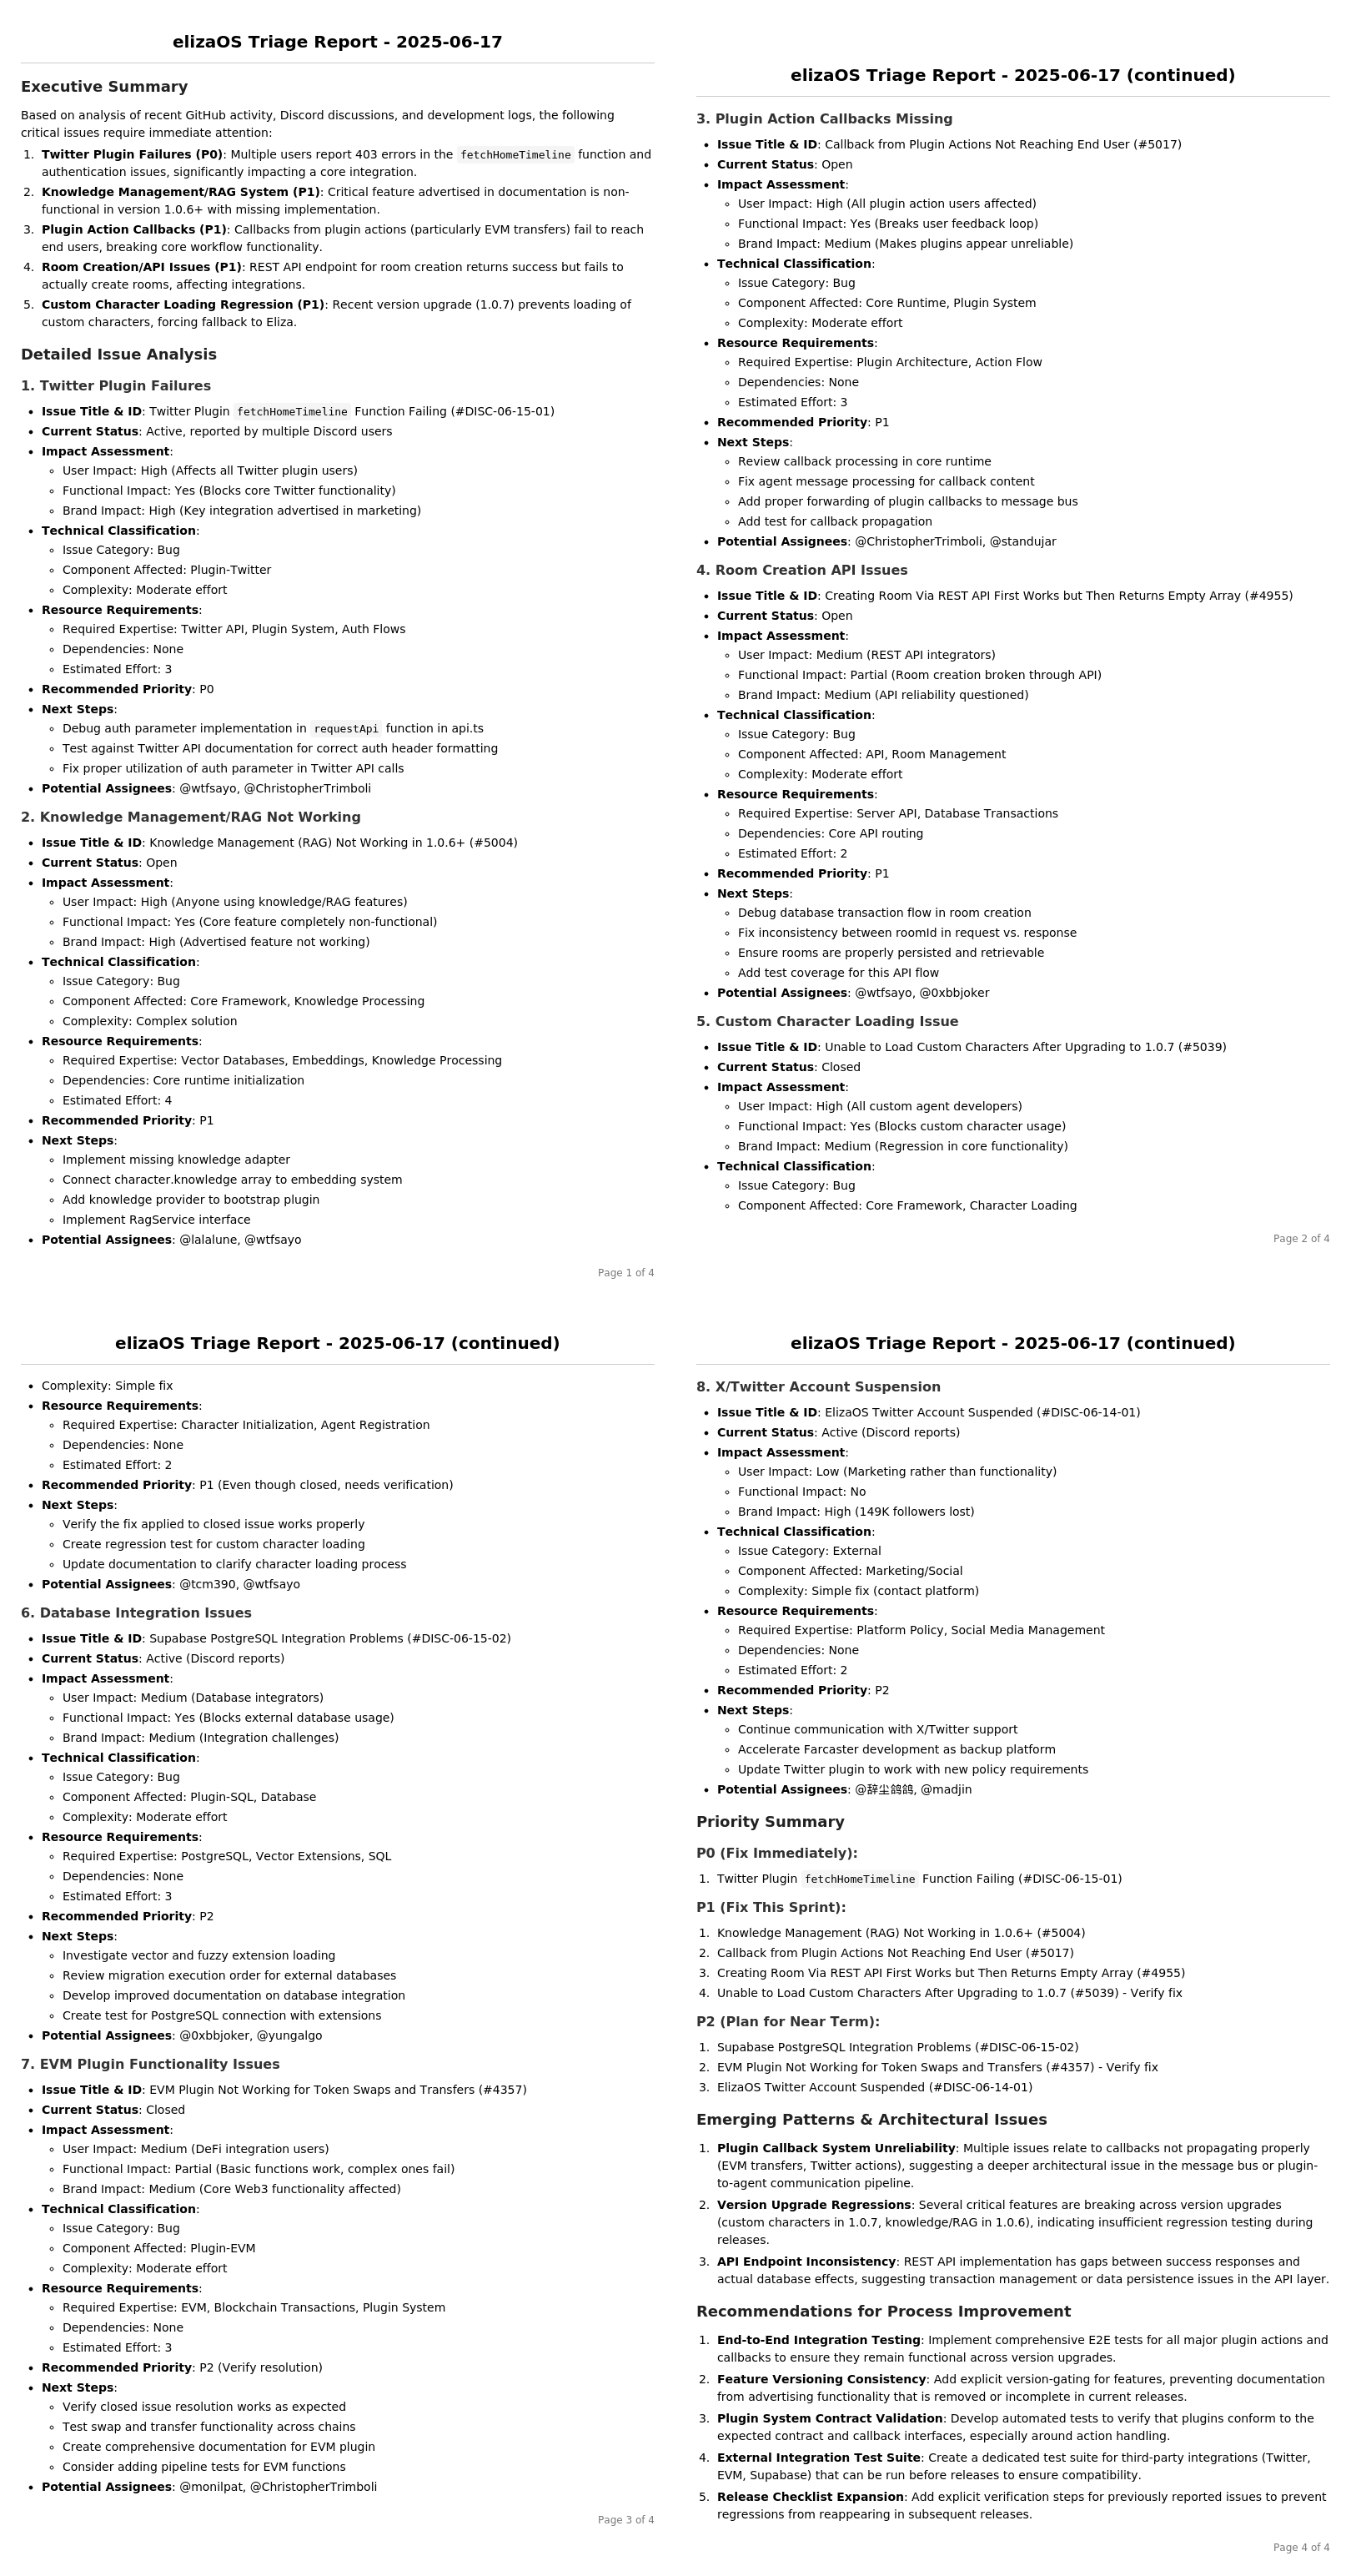 elizaOS Triage Report - 2025-06-17
Executive Summary
Based on analysis of recent GitHub activity, Discord discussions, and development logs, the following
critical issues require immediate attention:
1. Twitter Plugin Failures (P0): Multiple users report 403 errors in the fetchHomeTimeline function and
authentication issues, significantly impacting a core integration.
2. Knowledge Management/RAG System (P1): Critical feature advertised in documentation is non-
functional in version 1.0.6+ with missing implementation.
3. Plugin Action Callbacks (P1): Callbacks from plugin actions (particularly EVM transfers) fail to reach
end users, breaking core workflow functionality.
4. Room Creation/API Issues (P1): REST API endpoint for room creation returns success but fails to
actually create rooms, affecting integrations.
5. Custom Character Loading Regression (P1): Recent version upgrade (1.0.7) prevents loading of
custom characters, forcing fallback to Eliza.
Detailed Issue Analysis
1. Twitter Plugin Failures
• Issue Title & ID: Twitter Plugin fetchHomeTimeline Function Failing (#DISC-06-15-01)
• Current Status: Active, reported by multiple Discord users
• Impact Assessment:
◦ User Impact: High (Affects all Twitter plugin users)
◦ Functional Impact: Yes (Blocks core Twitter functionality)
◦ Brand Impact: High (Key integration advertised in marketing)
• Technical Classification:
◦ Issue Category: Bug
◦ Component Affected: Plugin-Twitter
◦ Complexity: Moderate effort
• Resource Requirements:
◦ Required Expertise: Twitter API, Plugin System, Auth Flows
◦ Dependencies: None
◦ Estimated Effort: 3
• Recommended Priority: P0
• Next Steps:
◦ Debug auth parameter implementation in requestApi function in api.ts
◦ Test against Twitter API documentation for correct auth header formatting
◦ Fix proper utilization of auth parameter in Twitter API calls
• Potential Assignees: @wtfsayo, @ChristopherTrimboli
2. Knowledge Management/RAG Not Working
• Issue Title & ID: Knowledge Management (RAG) Not Working in 1.0.6+ (#5004)
• Current Status: Open
• Impact Assessment:
◦ User Impact: High (Anyone using knowledge/RAG features)
◦ Functional Impact: Yes (Core feature completely non-functional)
◦ Brand Impact: High (Advertised feature not working)
• Technical Classification:
◦ Issue Category: Bug
◦ Component Affected: Core Framework, Knowledge Processing
◦ Complexity: Complex solution
• Resource Requirements:
◦ Required Expertise: Vector Databases, Embeddings, Knowledge Processing
◦ Dependencies: Core runtime initialization
◦ Estimated Effort: 4
• Recommended Priority: P1
• Next Steps:
◦ Implement missing knowledge adapter
◦ Connect character.knowledge array to embedding system
◦ Add knowledge provider to bootstrap plugin
◦ Implement RagService interface
• Potential Assignees: @lalalune, @wtfsayo
Page 1 of 4
elizaOS Triage Report - 2025-06-17 (continued)
3. Plugin Action Callbacks Missing
• Issue Title & ID: Callback from Plugin Actions Not Reaching End User (#5017)
• Current Status: Open
• Impact Assessment:
◦ User Impact: High (All plugin action users affected)
◦ Functional Impact: Yes (Breaks user feedback loop)
◦ Brand Impact: Medium (Makes plugins appear unreliable)
• Technical Classification:
◦ Issue Category: Bug
◦ Component Affected: Core Runtime, Plugin System
◦ Complexity: Moderate effort
• Resource Requirements:
◦ Required Expertise: Plugin Architecture, Action Flow
◦ Dependencies: None
◦ Estimated Effort: 3
• Recommended Priority: P1
• Next Steps:
◦ Review callback processing in core runtime
◦ Fix agent message processing for callback content
◦ Add proper forwarding of plugin callbacks to message bus
◦ Add test for callback propagation
• Potential Assignees: @ChristopherTrimboli, @standujar
4. Room Creation API Issues
• Issue Title & ID: Creating Room Via REST API First Works but Then Returns Empty Array (#4955)
• Current Status: Open
• Impact Assessment:
◦ User Impact: Medium (REST API integrators)
◦ Functional Impact: Partial (Room creation broken through API)
◦ Brand Impact: Medium (API reliability questioned)
• Technical Classification:
◦ Issue Category: Bug
◦ Component Affected: API, Room Management
◦ Complexity: Moderate effort
• Resource Requirements:
◦ Required Expertise: Server API, Database Transactions
◦ Dependencies: Core API routing
◦ Estimated Effort: 2
• Recommended Priority: P1
• Next Steps:
◦ Debug database transaction flow in room creation
◦ Fix inconsistency between roomId in request vs. response
◦ Ensure rooms are properly persisted and retrievable
◦ Add test coverage for this API flow
• Potential Assignees: @wtfsayo, @0xbbjoker
5. Custom Character Loading Issue
• Issue Title & ID: Unable to Load Custom Characters After Upgrading to 1.0.7 (#5039)
• Current Status: Closed
• Impact Assessment:
◦ User Impact: High (All custom agent developers)
◦ Functional Impact: Yes (Blocks custom character usage)
◦ Brand Impact: Medium (Regression in core functionality)
• Technical Classification:
◦ Issue Category: Bug
◦ Component Affected: Core Framework, Character Loading
Page 2 of 4
elizaOS Triage Report - 2025-06-17 (continued)
• Complexity: Simple fix
• Resource Requirements:
◦ Required Expertise: Character Initialization, Agent Registration
◦ Dependencies: None
◦ Estimated Effort: 2
• Recommended Priority: P1 (Even though closed, needs verification)
• Next Steps:
◦ Verify the fix applied to closed issue works properly
◦ Create regression test for custom character loading
◦ Update documentation to clarify character loading process
• Potential Assignees: @tcm390, @wtfsayo
6. Database Integration Issues
• Issue Title & ID: Supabase PostgreSQL Integration Problems (#DISC-06-15-02)
• Current Status: Active (Discord reports)
• Impact Assessment:
◦ User Impact: Medium (Database integrators)
◦ Functional Impact: Yes (Blocks external database usage)
◦ Brand Impact: Medium (Integration challenges)
• Technical Classification:
◦ Issue Category: Bug
◦ Component Affected: Plugin-SQL, Database
◦ Complexity: Moderate effort
• Resource Requirements:
◦ Required Expertise: PostgreSQL, Vector Extensions, SQL
◦ Dependencies: None
◦ Estimated Effort: 3
• Recommended Priority: P2
• Next Steps:
◦ Investigate vector and fuzzy extension loading
◦ Review migration execution order for external databases
◦ Develop improved documentation on database integration
◦ Create test for PostgreSQL connection with extensions
• Potential Assignees: @0xbbjoker, @yungalgo
7. EVM Plugin Functionality Issues
• Issue Title & ID: EVM Plugin Not Working for Token Swaps and Transfers (#4357)
• Current Status: Closed
• Impact Assessment:
◦ User Impact: Medium (DeFi integration users)
◦ Functional Impact: Partial (Basic functions work, complex ones fail)
◦ Brand Impact: Medium (Core Web3 functionality affected)
• Technical Classification:
◦ Issue Category: Bug
◦ Component Affected: Plugin-EVM
◦ Complexity: Moderate effort
• Resource Requirements:
◦ Required Expertise: EVM, Blockchain Transactions, Plugin System
◦ Dependencies: None
◦ Estimated Effort: 3
• Recommended Priority: P2 (Verify resolution)
• Next Steps:
◦ Verify closed issue resolution works as expected
◦ Test swap and transfer functionality across chains
◦ Create comprehensive documentation for EVM plugin
◦ Consider adding pipeline tests for EVM functions
• Potential Assignees: @monilpat, @ChristopherTrimboli
Page 3 of 4
elizaOS Triage Report - 2025-06-17 (continued)
8. X/Twitter Account Suspension
• Issue Title & ID: ElizaOS Twitter Account Suspended (#DISC-06-14-01)
• Current Status: Active (Discord reports)
• Impact Assessment:
◦ User Impact: Low (Marketing rather than functionality)
◦ Functional Impact: No
◦ Brand Impact: High (149K followers lost)
• Technical Classification:
◦ Issue Category: External
◦ Component Affected: Marketing/Social
◦ Complexity: Simple fix (contact platform)
• Resource Requirements:
◦ Required Expertise: Platform Policy, Social Media Management
◦ Dependencies: None
◦ Estimated Effort: 2
• Recommended Priority: P2
• Next Steps:
◦ Continue communication with X/Twitter support
◦ Accelerate Farcaster development as backup platform
◦ Update Twitter plugin to work with new policy requirements
• Potential Assignees: @辞尘鸽鸽, @madjin
Priority Summary
P0 (Fix Immediately):
1. Twitter Plugin fetchHomeTimeline Function Failing (#DISC-06-15-01)
P1 (Fix This Sprint):
1. Knowledge Management (RAG) Not Working in 1.0.6+ (#5004)
2. Callback from Plugin Actions Not Reaching End User (#5017)
3. Creating Room Via REST API First Works but Then Returns Empty Array (#4955)
4. Unable to Load Custom Characters After Upgrading to 1.0.7 (#5039) - Verify fix
P2 (Plan for Near Term):
1. Supabase PostgreSQL Integration Problems (#DISC-06-15-02)
2. EVM Plugin Not Working for Token Swaps and Transfers (#4357) - Verify fix
3. ElizaOS Twitter Account Suspended (#DISC-06-14-01)
Emerging Patterns & Architectural Issues
1. Plugin Callback System Unreliability: Multiple issues relate to callbacks not propagating properly
(EVM transfers, Twitter actions), suggesting a deeper architectural issue in the message bus or plugin-
to-agent communication pipeline.
2. Version Upgrade Regressions: Several critical features are breaking across version upgrades
(custom characters in 1.0.7, knowledge/RAG in 1.0.6), indicating insufficient regression testing during
releases.
3. API Endpoint Inconsistency: REST API implementation has gaps between success responses and
actual database effects, suggesting transaction management or data persistence issues in the API layer.
Recommendations for Process Improvement
1. End-to-End Integration Testing: Implement comprehensive E2E tests for all major plugin actions and
callbacks to ensure they remain functional across version upgrades.
2. Feature Versioning Consistency: Add explicit version-gating for features, preventing documentation
from advertising functionality that is removed or incomplete in current releases.
3. Plugin System Contract Validation: Develop automated tests to verify that plugins conform to the
expected contract and callback interfaces, especially around action handling.
4. External Integration Test Suite: Create a dedicated test suite for third-party integrations (Twitter,
EVM, Supabase) that can be run before releases to ensure compatibility.
5. Release Checklist Expansion: Add explicit verification steps for previously reported issues to prevent
regressions from reappearing in subsequent releases.
Page 4 of 4